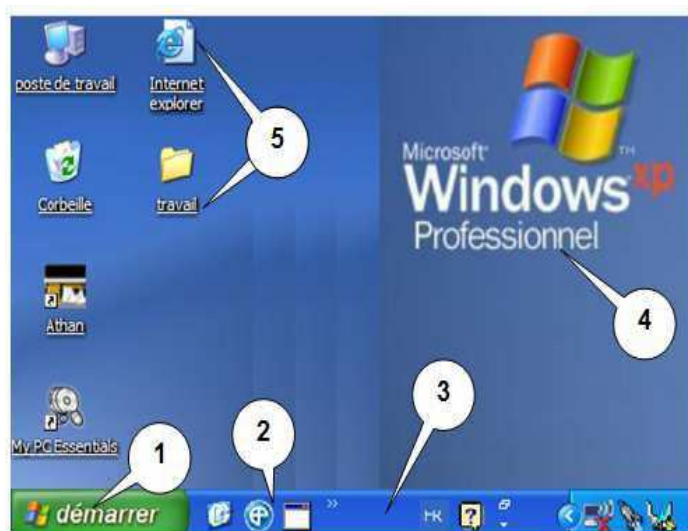 poste de travail
Internet
explorer
Corbeille
travail
Athan
My PC Essentials
Microsoft
Windows xp
TM
Professionnel
5
4
3
2
1
démarrer
»
?